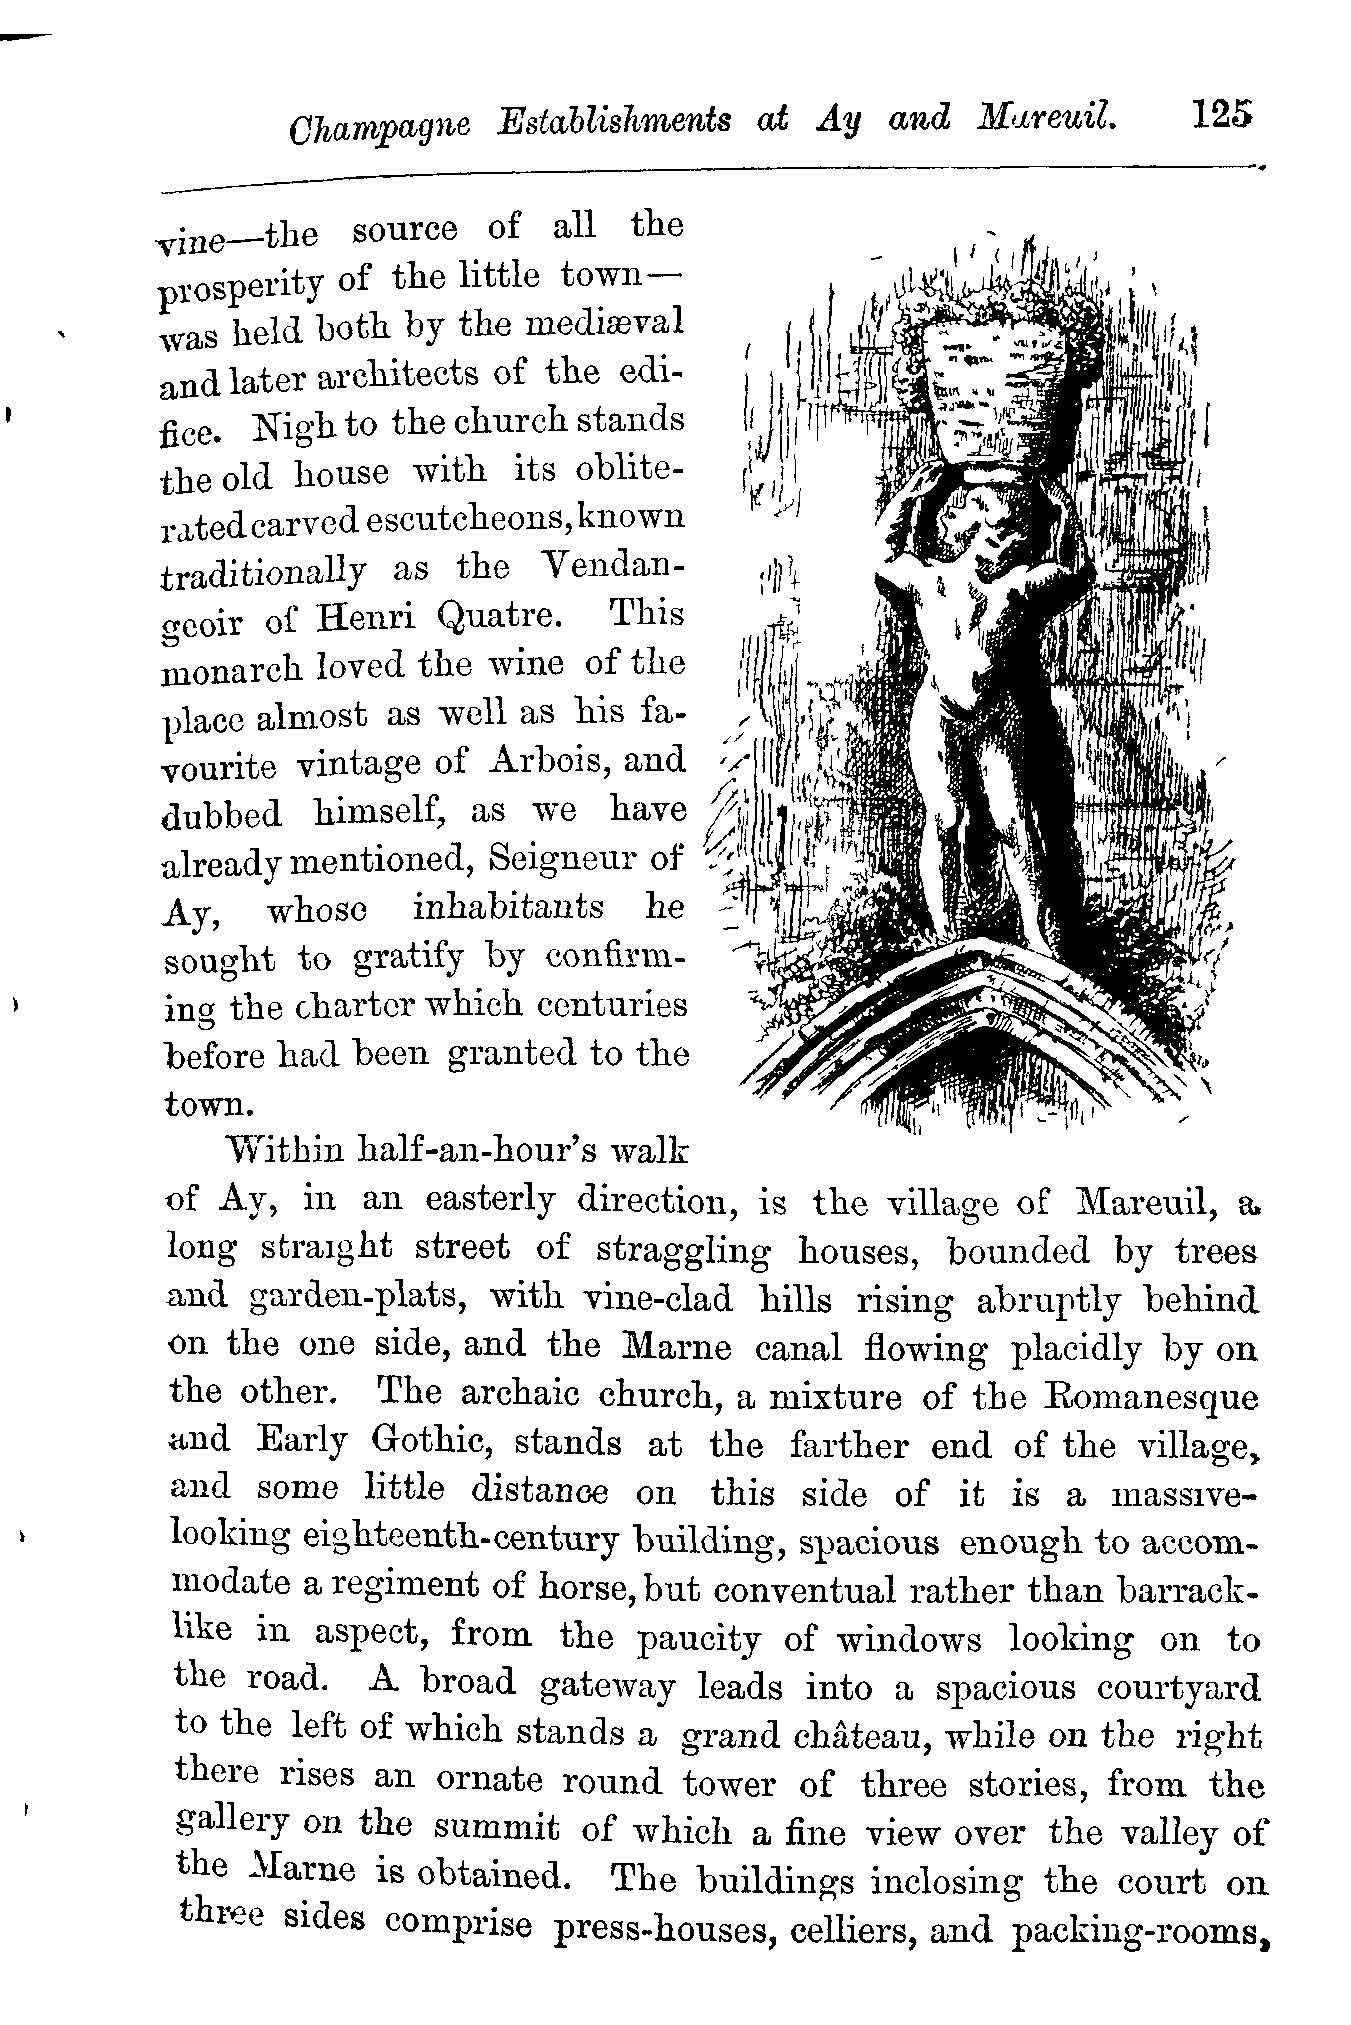 Champagne Establishments at Ay and Mareuil. 125
vine—the source of all the
prosperity of the little town—
was held both by the mediæval
and later architects of the edi-
fice. Nigh to the church stands
the old house with its oblite-
rated carved escutcheons, known
traditionally as the Vendan-
geoir of Henri Quatre. This
monarch loved the wine of the
place almost as well as his fa-
vourite vintage of Arbois, and
dubbed himself, as we have
already mentioned, Seigneur of
Ay, whose inhabitants he
sought to gratify by confirm-
ing the charter which centuries
before had been granted to the
town.
Within half-an-hour's walk
of Ay, in an easterly direction, is the village of Mareuil, a
long straight street of straggling houses, bounded by trees
and garden-plats, with vine-clad hills rising abruptly behind
on the one side, and the Marne canal flowing placidly by on
the other. The archaic church, a mixture of the Romanesque
and Early Gothic, stands at the farther end of the village,
and some little distance on this side of it is a massive-
looking eighteenth-century building, spacious enough to accom-
modate a regiment of horse, but conventual rather than barrack-
like in aspect, from the paucity of windows looking on to
the road. A broad gateway leads into a spacious courtyard
to the left of which stands a grand château, while on the right
there rises an ornate round tower of three stories, from the
gallery on the summit of which a fine view over the valley of
the Marne is obtained. The buildings inclosing the court on
three sides comprise press-houses, celliers, and packing-rooms,